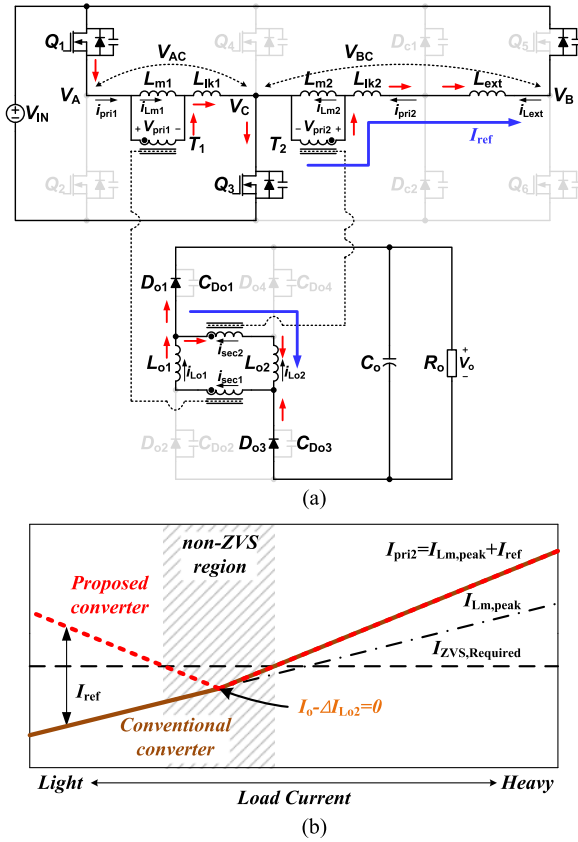 Q1
Q4
Dc1
Q5
VAC
VBC
Lm1
Llk1
Lm2
Llk2
Lext
VA
VC
VB
ipri1
iLm1
iLm2
ipri2
iLext
VIN
+ Vpri1 −
T1
T2
− Vpri2 +
Iref
Q2
Q3
Dc2
Q6
Do1
CDo1
Do4
CDo4
isec2
Lo1
iLo1
Lo2
iLo2
isec1
Co
Ro
+
Vo
−
Do2
CDo2
Do3
CDo3
(a)
non-ZVS
region
Ipri2=ILm,peak+Iref
Proposed
converter
ILm,peak
IZVS,Required
Iref
Io-ΔILo2=0
Conventional
converter
Light
Heavy
Load Current
(b)